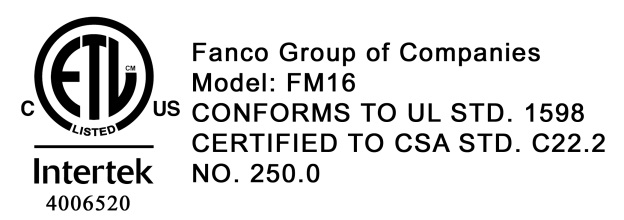 ETL CM
C US
LISTED
Intertek
4006520
Fanco Group of Companies
Model: FM16
CONFORMS TO UL STD. 1598
CERTIFIED TO CSA STD. C22.2
NO. 250.0